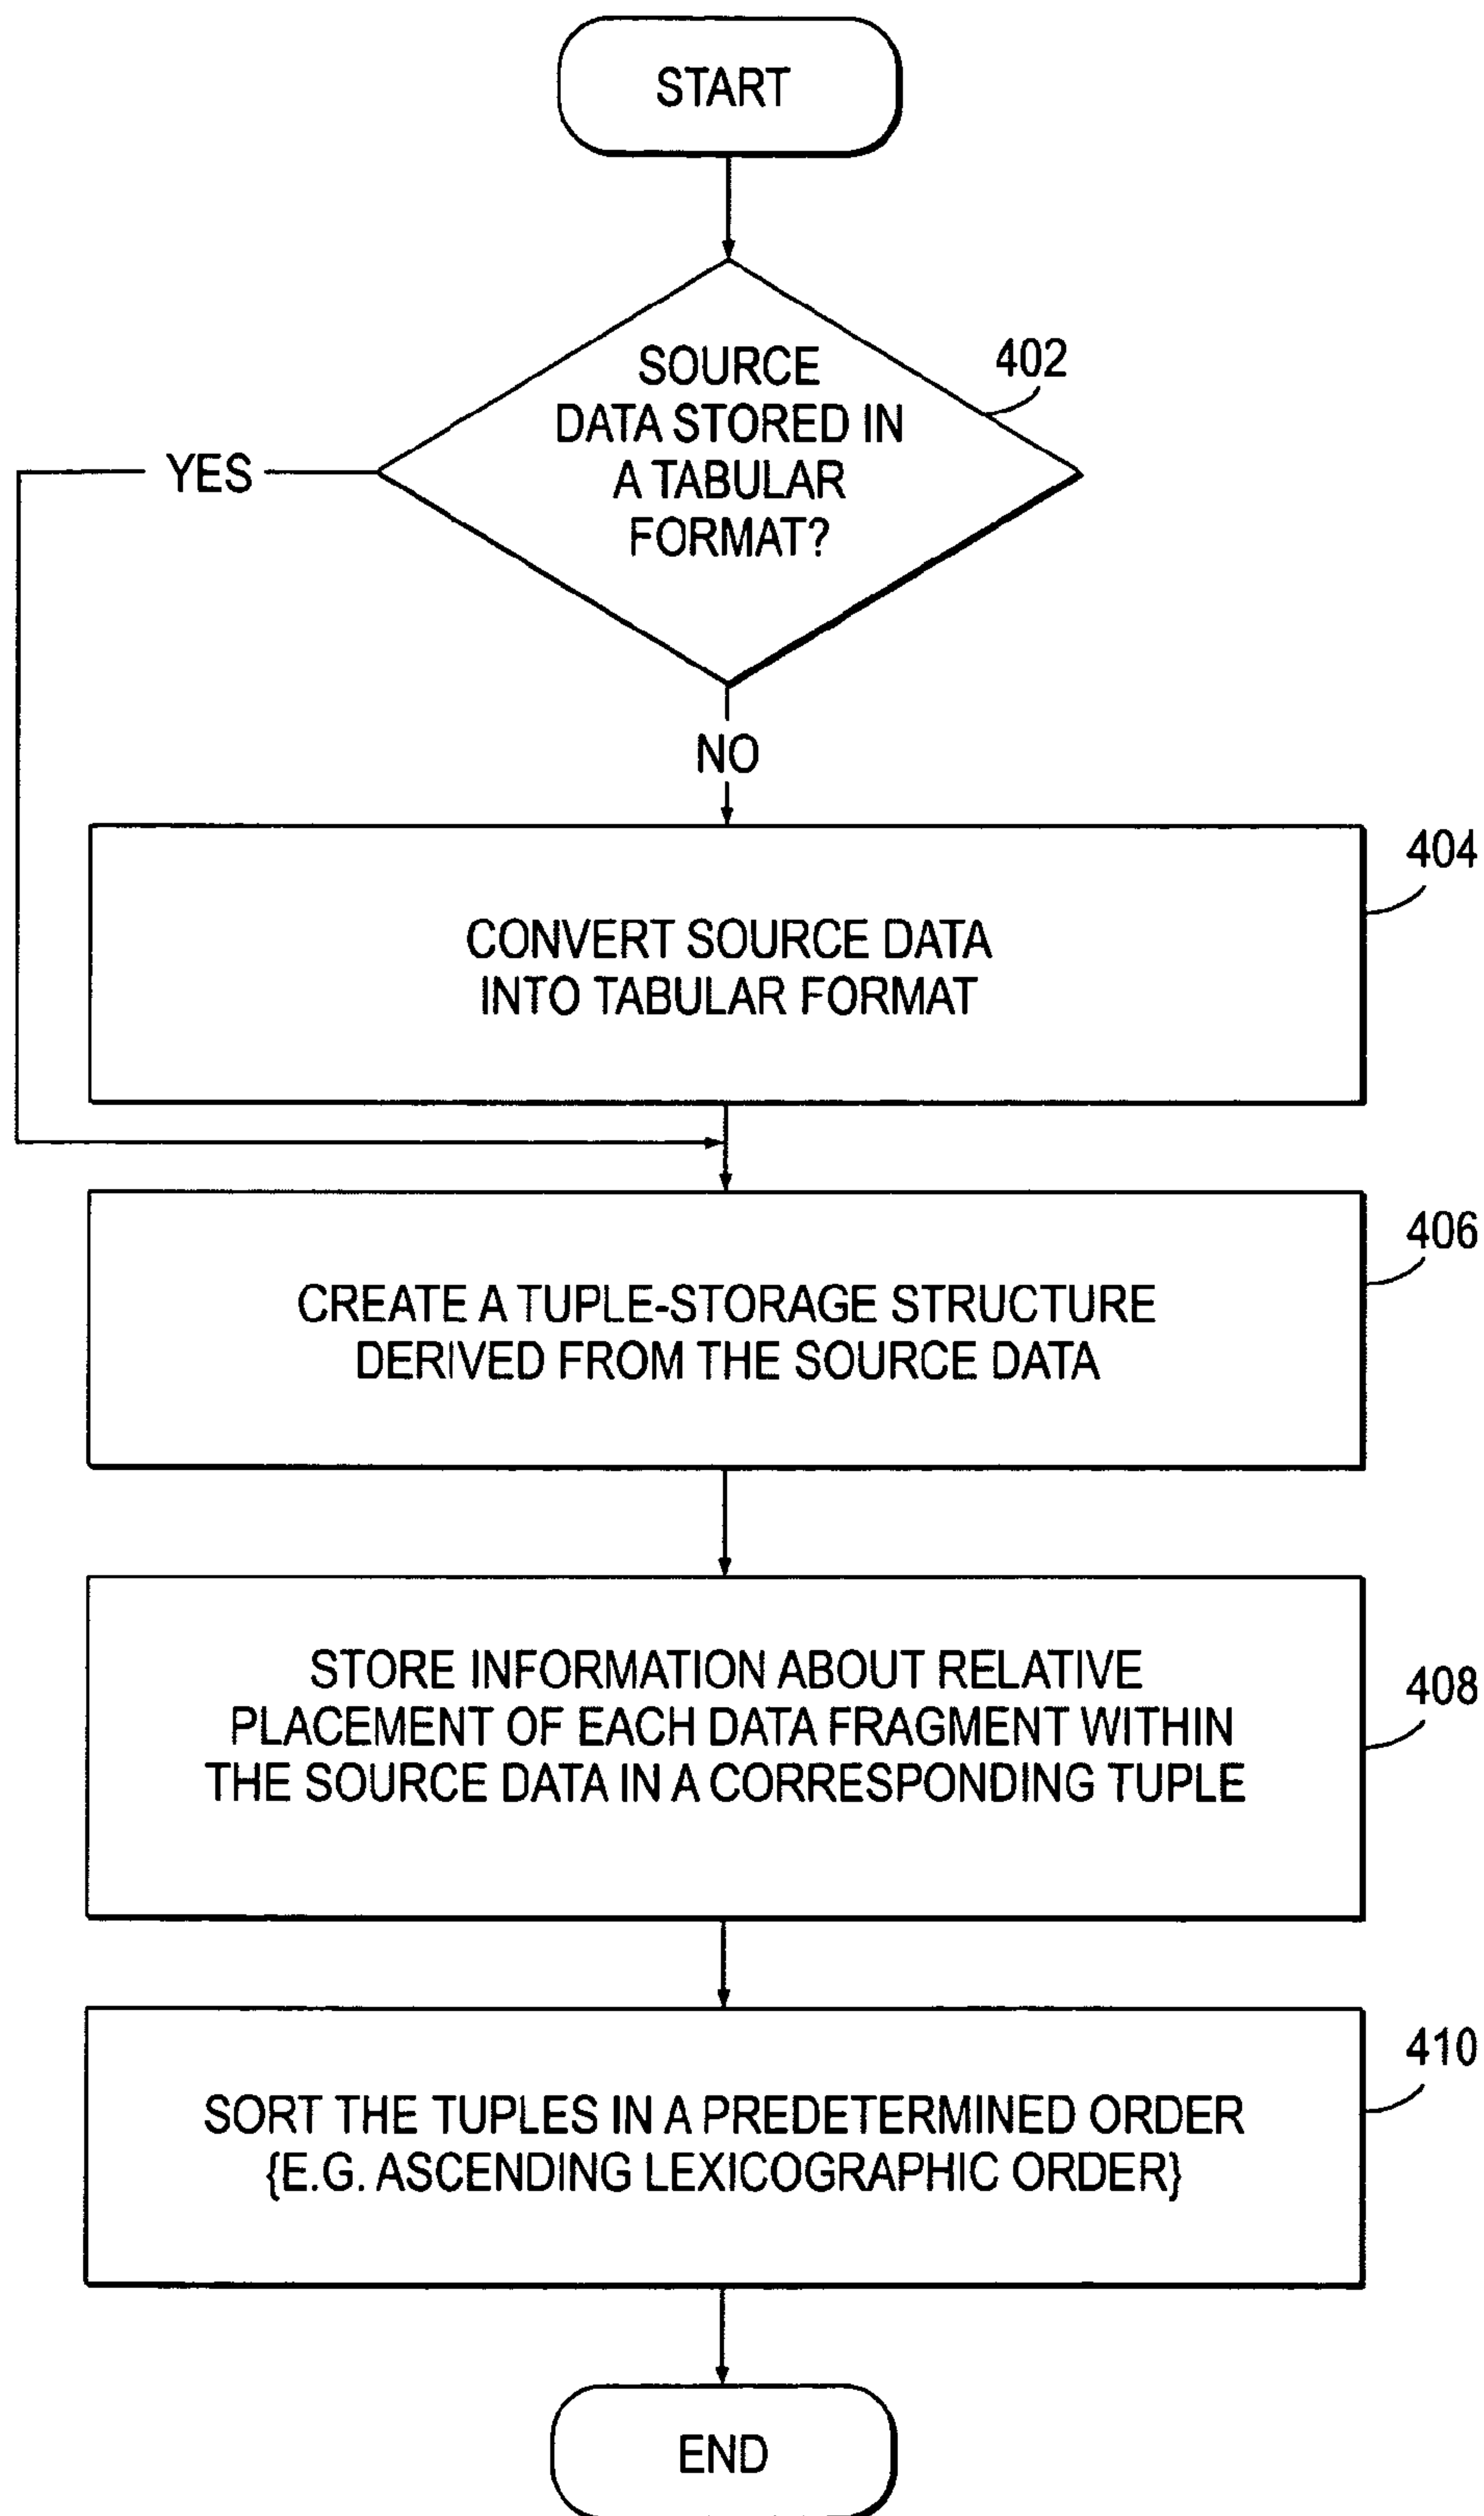 START
SOURCE
DATA STORED IN
A TABULAR
FORMAT?
402
YES
NO
404
CONVERT SOURCE DATA
INTO TABULAR FORMAT
406
CREATE A TUPLE-STORAGE STRUCTURE
DERIVED FROM THE SOURCE DATA
STORE INFORMATION ABOUT RELATIVE
PLACEMENT OF EACH DATA FRAGMENT WITHIN
THE SOURCE DATA IN A CORRESPONDING TUPLE
408
410
SORT THE TUPLES IN A PREDETERMINED ORDER
{E.G. ASCENDING LEXICOGRAPHIC ORDER}
END